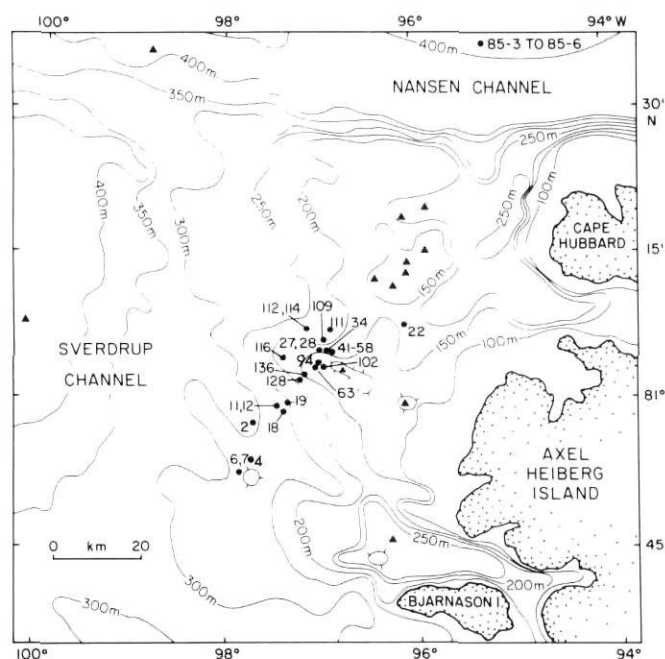 100° 98° 96° 94° W
● 85-3 TO 85-6
400m
400m
NANSEN CHANNEL
350m
30'
N
250m
250m
100m
400m
350m
300m
250m
200m
CAPE
HUBBARD
15'
150m
112, 114
109
111
34
27, 28
41-58
22
150m
100m
116
94
102
SVERDRUP
CHANNEL
136
128
63
81°
19
11, 12
18
2
6,7
4
AXEL
HEIBERG
ISLAND
0 km 20
200m
250m
45'
300m
200m
300m
BJARNASON I.
100° 98° 96° 94°